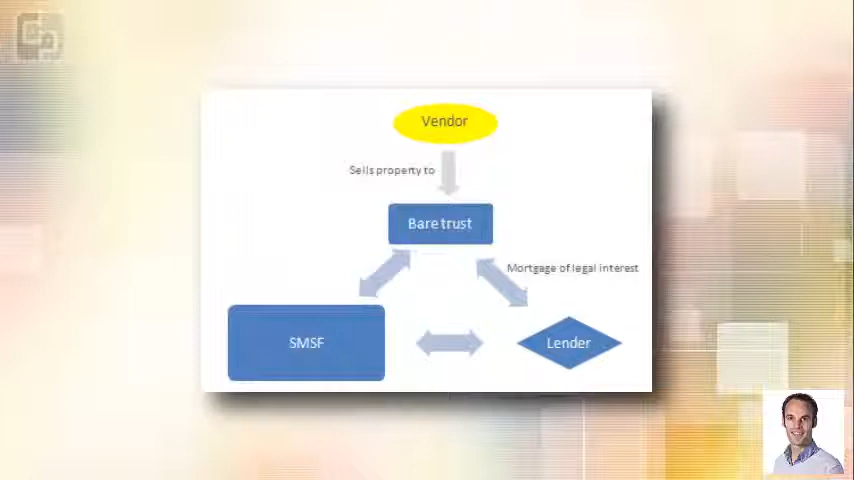 Vendor
Sells property to
Bare trust
Mortgage of legal interest
SMSF
Lender